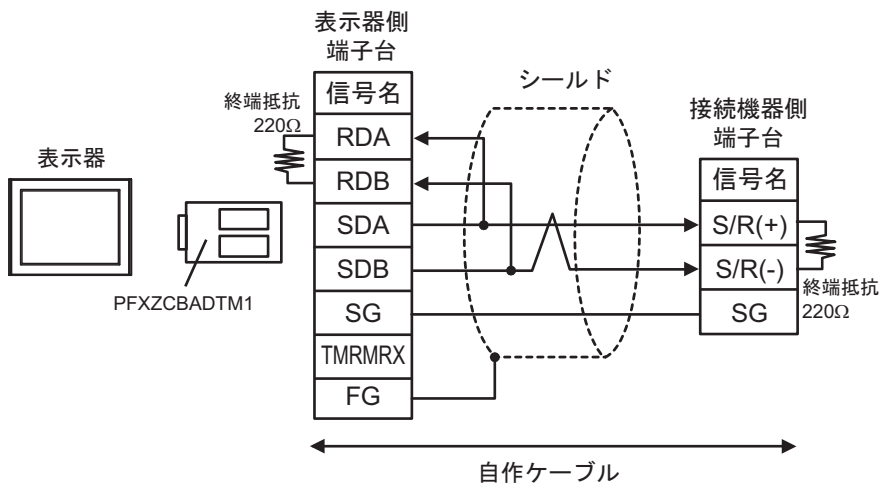 表示器側
端子台
信号名
終端抵抗
220Ω
RDA
RDB
SDA
SDB
SG
TMRMRX
FG
表示器
PFXZCBADTM1
シールド
接続機器側
端子台
信号名
S/R(+)
S/R(-)
SG
終端抵抗
220Ω
自作ケーブル